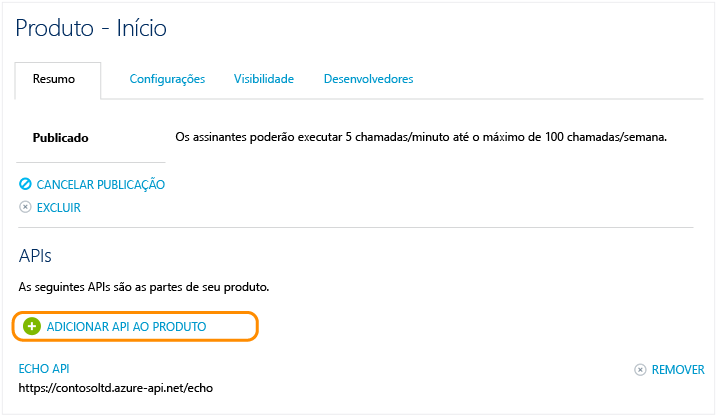 Produto - Início
Resumo Configurações Visibilidade Desenvolvedores
Publicado Os assinantes poderão executar 5 chamadas/minuto até o máximo de 100 chamadas/semana.
CANCELAR PUBLICAÇÃO
EXCLUIR
APIs
As seguintes APIs são as partes de seu produto.
ADICIONAR API AO PRODUTO
ECHO API REMOVER
https://contosoltd.azure-api.net/echo